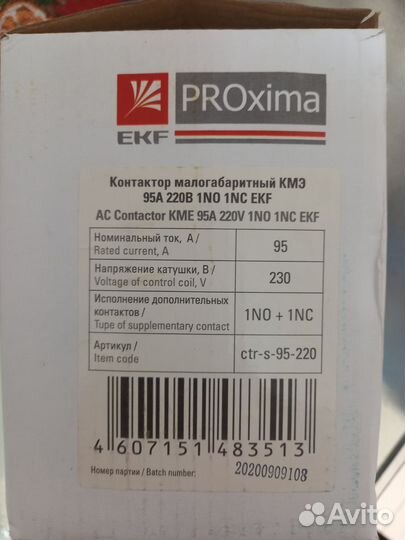 PROxima
EKF
Контактор малогабаритный КМЭ
95А 220В 1NO 1NC EKF
AC Contactor KME 95A 220V 1NO 1NC EKF
Номинальный ток, А /
Rated current, A
95
Напряжение катушки, В /
Voltage of control coil, V
230
Исполнение дополнительных
контактов /
Tupe of supplementary contact
1NO + 1NC
Артикул /
Item code
ctr-s-95-220
4 607151 483513
Номер партии / Batch number:
20200909108
Avito